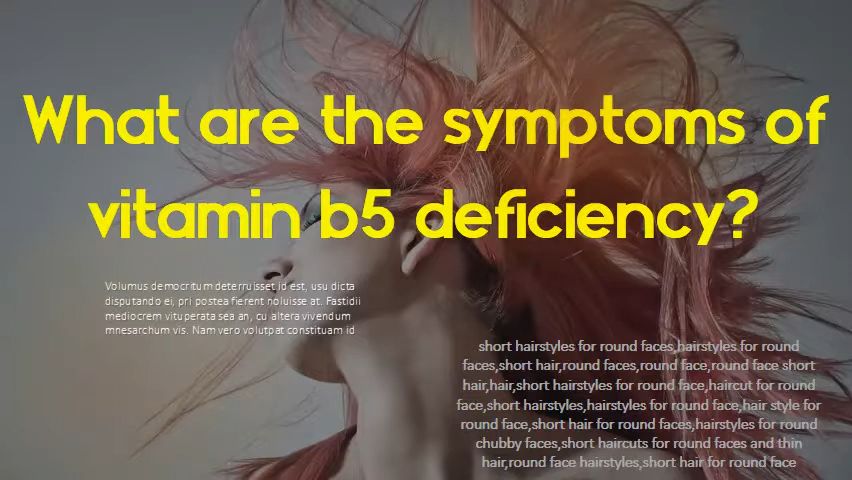 What are the symptoms of
vitamin b5 deficiency?
Volumus democritum deterruisset id est, usu dicta
disputando ei, pri postea fierent noluisse at. Fastidii
mediocrem vituperata sea an, cu altera vivendum
mnesarchum vis. Nam vero volutpat constituam id
short hairstyles for round faces,hairstyles for round
faces,short hair,round faces,round face,round face short
hair,hair,short hairstyles for round face,haircut for round
face,short hairstyles,hairstyles for round face,hair style for
round face,short hair for round faces,hairstyles for round
chubby faces,short haircuts for round faces and thin
hair,round face hairstyles,short hair for round face